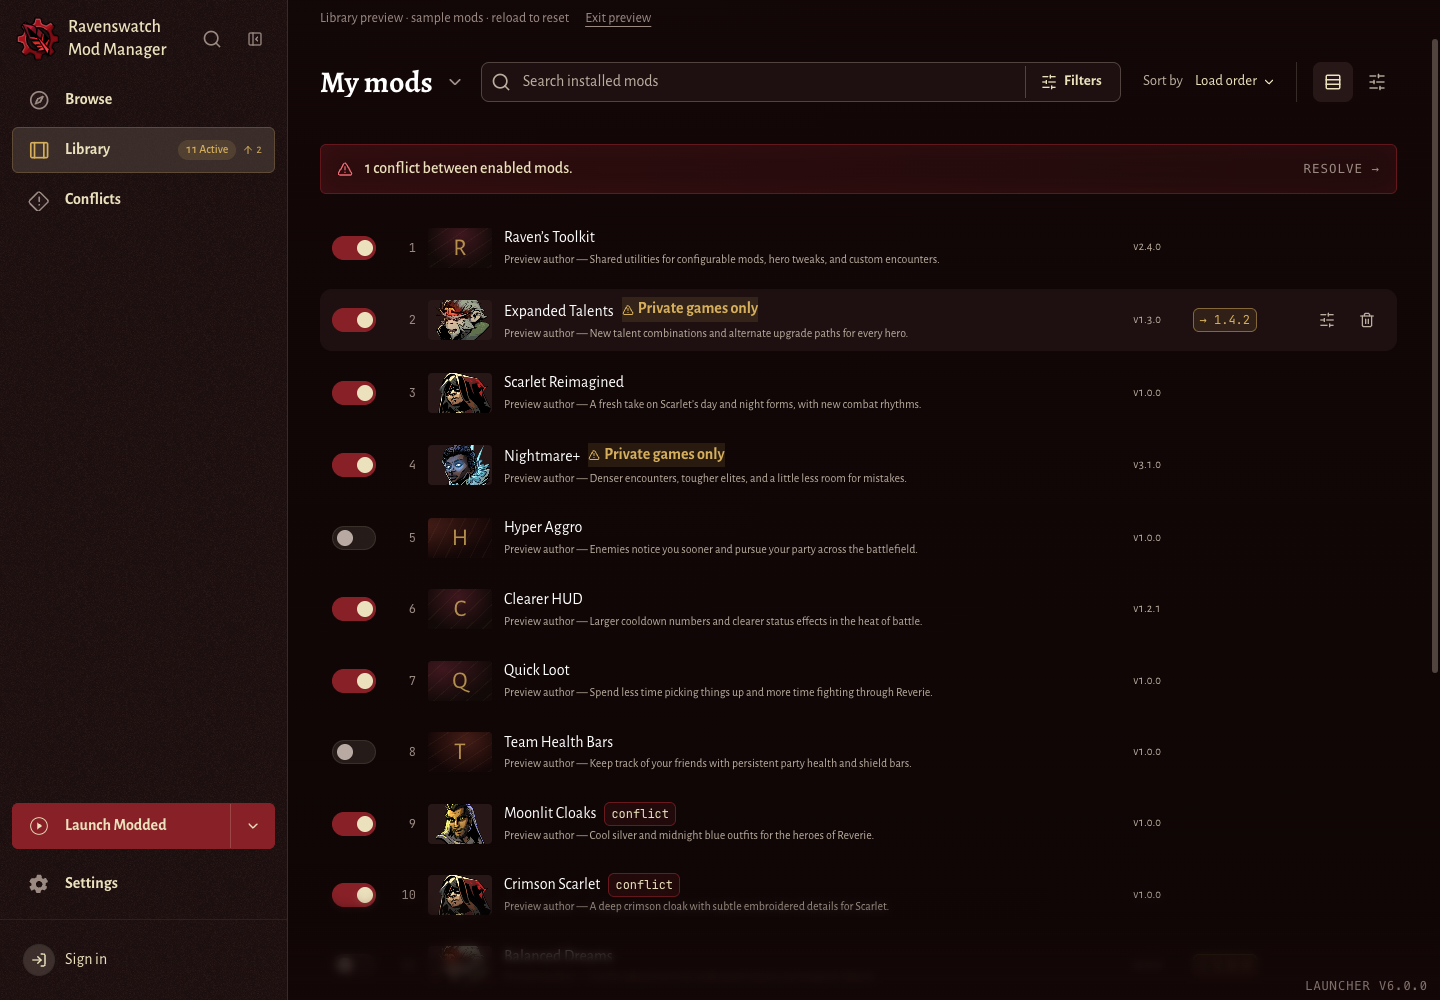 Ravenswatch
Mod Manager
Browse
Library
11 Active
↑ 2
Conflicts
Launch Modded
Settings
Sign in
Library preview · sample mods · reload to reset
Exit preview
My mods
Search installed mods
Filters
Sort by
Load order
1 conflict between enabled mods.
RESOLVE →
1
R
Raven's Toolkit
Preview author — Shared utilities for configurable mods, hero tweaks, and custom encounters.
v2.4.0
2
Expanded Talents
Private games only
Preview author — New talent combinations and alternate upgrade paths for every hero.
v1.3.0
→ 1.4.2
3
Scarlet Reimagined
Preview author — A fresh take on Scarlet's day and night forms, with new combat rhythms.
v1.0.0
4
Nightmare+
Private games only
Preview author — Denser encounters, tougher elites, and a little less room for mistakes.
v3.1.0
5
H
Hyper Aggro
Preview author — Enemies notice you sooner and pursue your party across the battlefield.
v1.0.0
6
C
Clearer HUD
Preview author — Larger cooldown numbers and clearer status effects in the heat of battle.
v1.2.1
7
Q
Quick Loot
Preview author — Spend less time picking things up and more time fighting through Reverie.
v1.0.0
8
T
Team Health Bars
Preview author — Keep track of your friends with persistent party health and shield bars.
v1.0.0
9
Moonlit Cloaks
conflict
Preview author — Cool silver and midnight blue outfits for the heroes of Reverie.
v1.0.0
10
Crimson Scarlet
conflict
Preview author — A deep crimson cloak with subtle embroidered details for Scarlet.
v1.0.0
Balanced Dreams
LAUNCHER V6.0.0